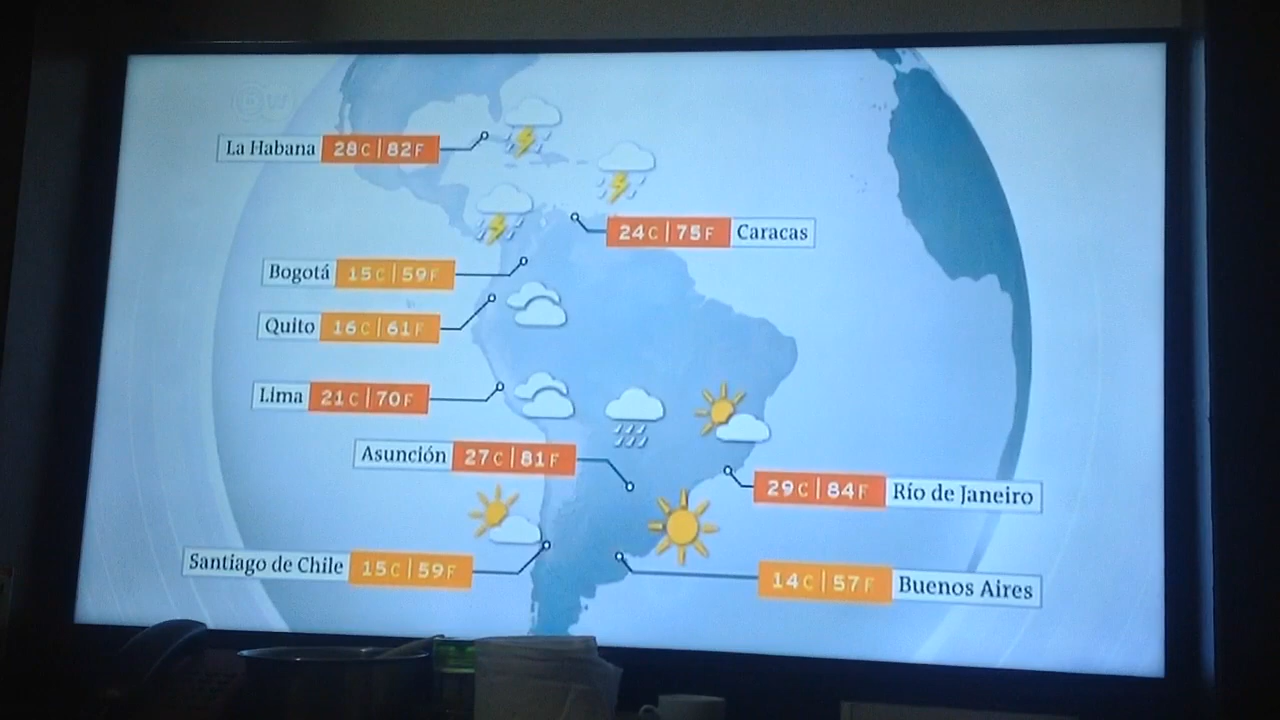 DW
La Habana 28C | 82F
24C | 75F Caracas
Bogotá 15C | 59F
Quito 16C | 61F
Lima 21C | 70F
Asunción 27C | 81F
29C | 84F Río de Janeiro
Santiago de Chile 15C | 59F
14C | 57F Buenos Aires